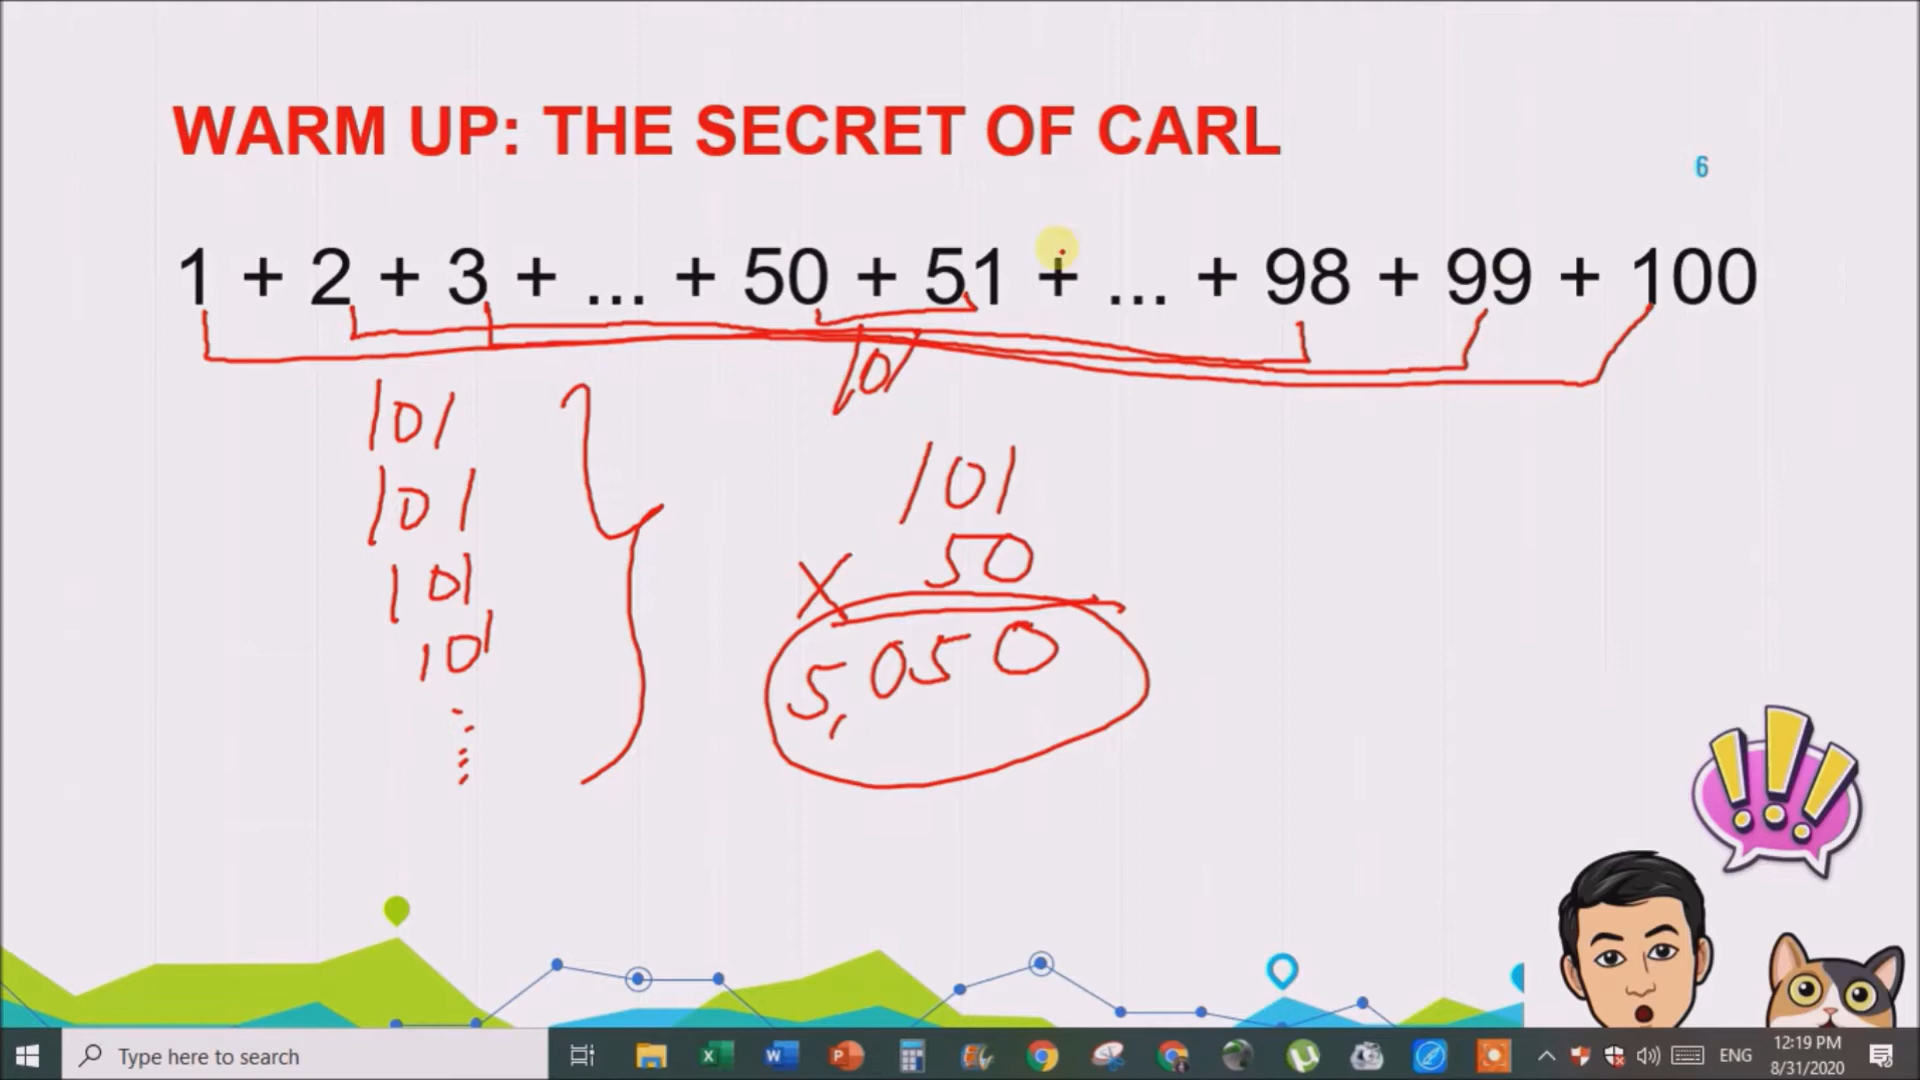 WARM UP: THE SECRET OF CARL
6
1 + 2 + 3 + ... + 50 + 51 + ... + 98 + 99 + 100
101
101
101
101
101
101
X 50
5,050
Type here to search
ENG
12:19 PM
8/31/2020